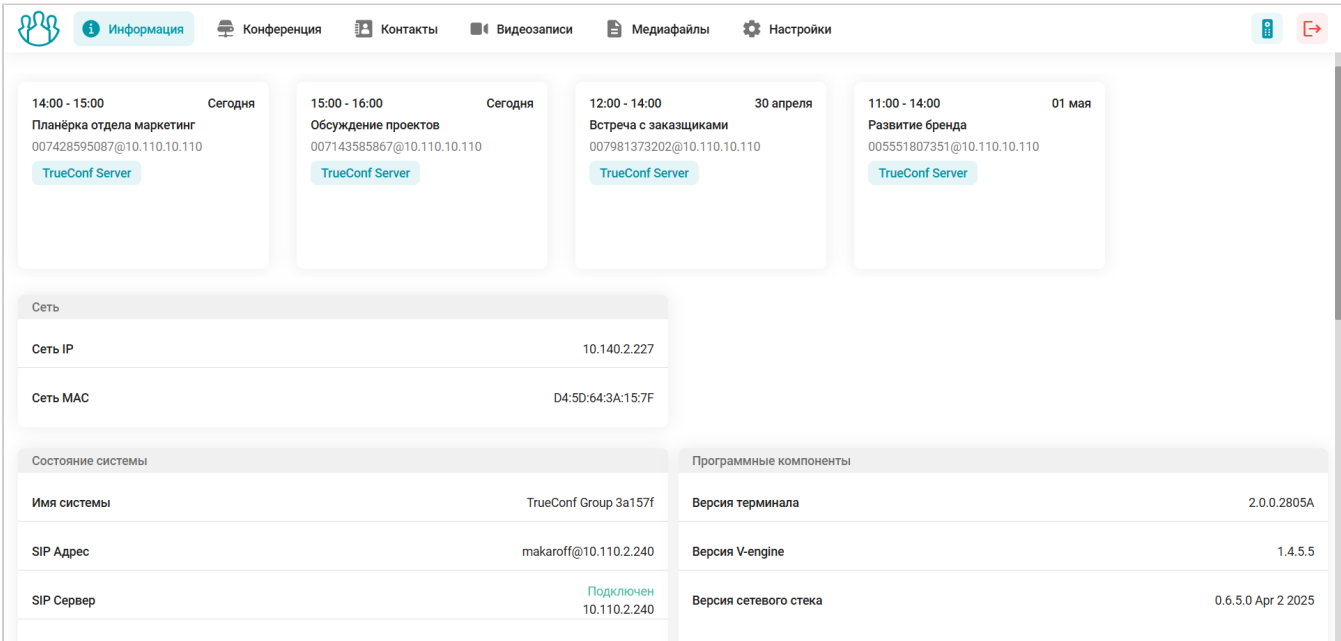 Информация Конференция Контакты Видеозаписи Медиафайлы Настройки
14:00 - 15:00 Сегодня
Планёрка отдела маркетинг
007428595087@10.110.10.110
TrueConf Server
15:00 - 16:00 Сегодня
Обсуждение проектов
007143585867@10.110.10.110
TrueConf Server
12:00 - 14:00 30 апреля
Встреча с заказщиками
007981373202@10.110.10.110
TrueConf Server
11:00 - 14:00 01 мая
Развитие бренда
005551807351@10.110.10.110
TrueConf Server
Сеть
Сеть IP 10.140.2.227
Сеть MAC D4:5D:64:3A:15:7F
Состояние системы
Имя системы TrueConf Group 3a157f
SIP Адрес makaroff@10.110.2.240
SIP Сервер Подключен
10.110.2.240
Программные компоненты
Версия терминала 2.0.0.2805A
Версия V-engine 1.4.5.5
Версия сетевого стека 0.6.5.0 Apr 2 2025